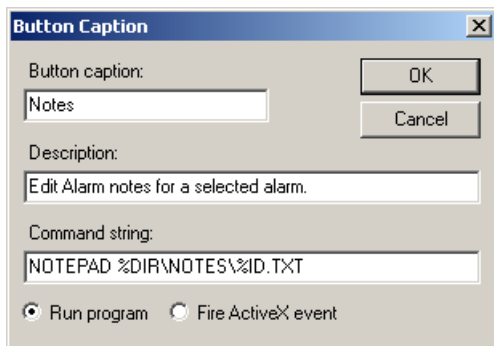 Button Caption
Button caption:
OK
Notes
Cancel
Description:
Edit Alarm notes for a selected alarm.
Command string:
NOTEPAD %DIR\NOTES\%ID.TXT
Run program Fire ActiveX event